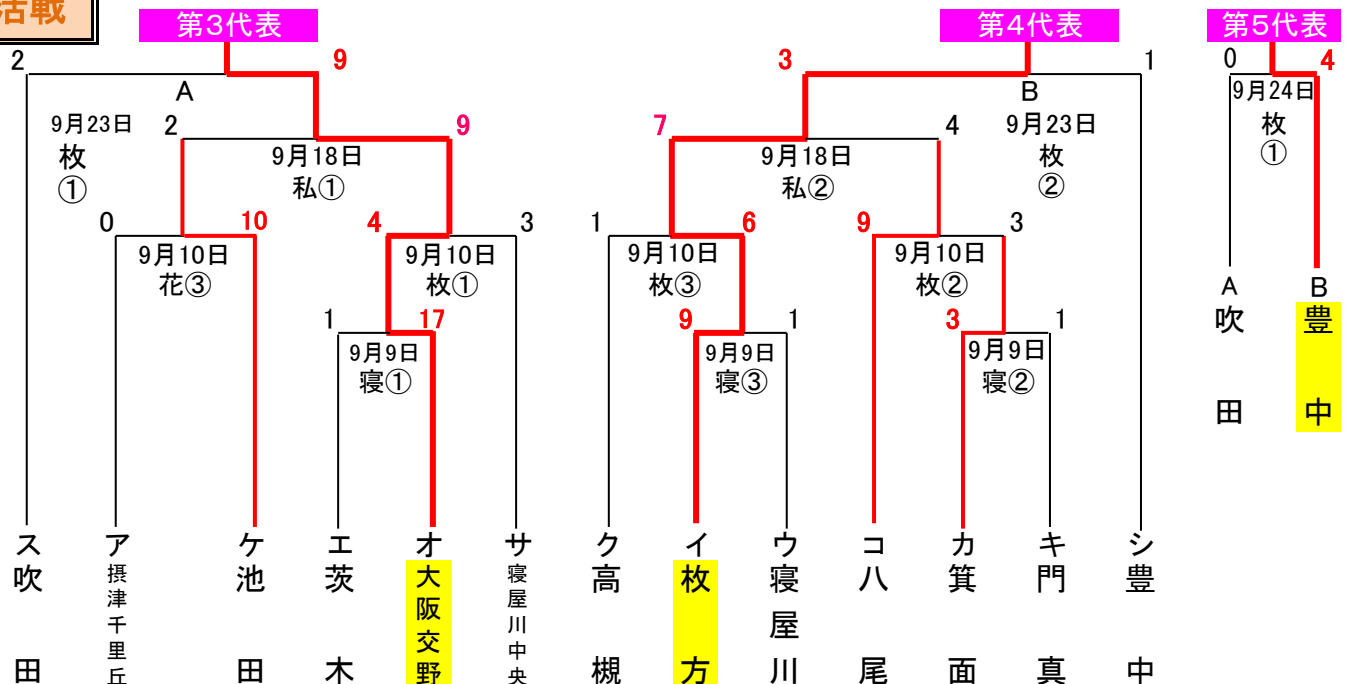 活戦
第3代表
第4代表
第5代表
2
9
3
1
0
4
A
B
9月24日
枚
①
9月23日
枚
①
2
9
7
4
9月23日
枚
②
9月18日
私①
9月18日
私②
0
10
4
3
1
6
9
3
9月10日
花③
9月10日
枚①
9月10日
枚③
9月10日
枚②
A
吹田
B
豊中
1
17
9
1
3
1
9月9日
寝①
9月9日
寝③
9月9日
寝②
ス
吹田
ア
摂津千里丘
ケ
池田
エ
茨木
オ
大阪交野
サ
寝屋川中央
ク
高槻
イ
枚方
ウ
寝屋川
コ
八尾
カ
箕面
キ
門真
シ
豊中